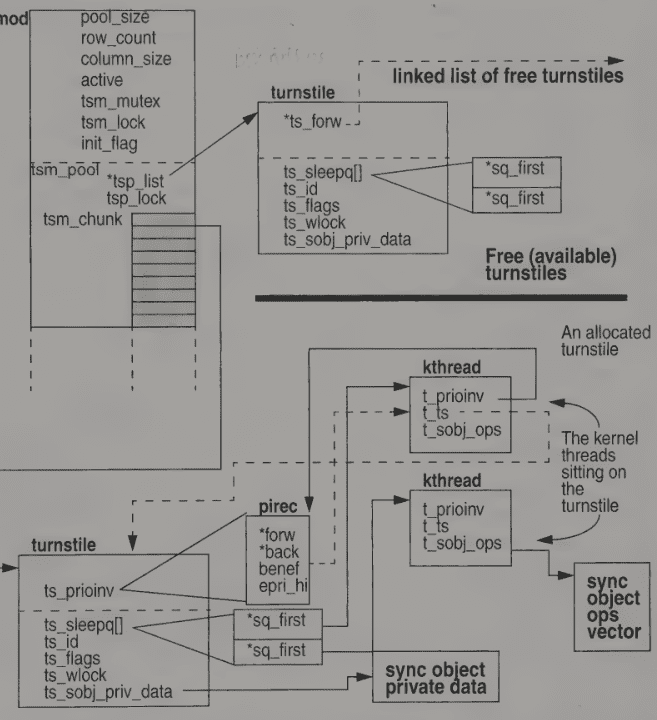 mod
pool_size
row_count
column_size
active
tsm_mutex
tsm_lock
init_flag
tsm_pool
*tsp_list
tsp_lock
tsm_chunk
linked list of free turnstiles
turnstile
*ts_forw
ts_sleepq[]
ts_id
ts_flags
ts_wlock
ts_sobj_priv_data
*sq_first
*sq_first
Free (available)
turnstiles
An allocated
turnstile
kthread
t_prioinv
t_ts
t_sobj_ops
The kernel
threads
sitting on
the
turnstile
kthread
t_prioinv
t_ts
t_sobj_ops
pirec
*forw
*back
benef
epri_hi
turnstile
ts_prioinv
ts_sleepq[]
ts_id
ts_flags
ts_wlock
ts_sobj_priv_data
*sq_first
*sq_first
sync object
private data
sync
object
ops
vector